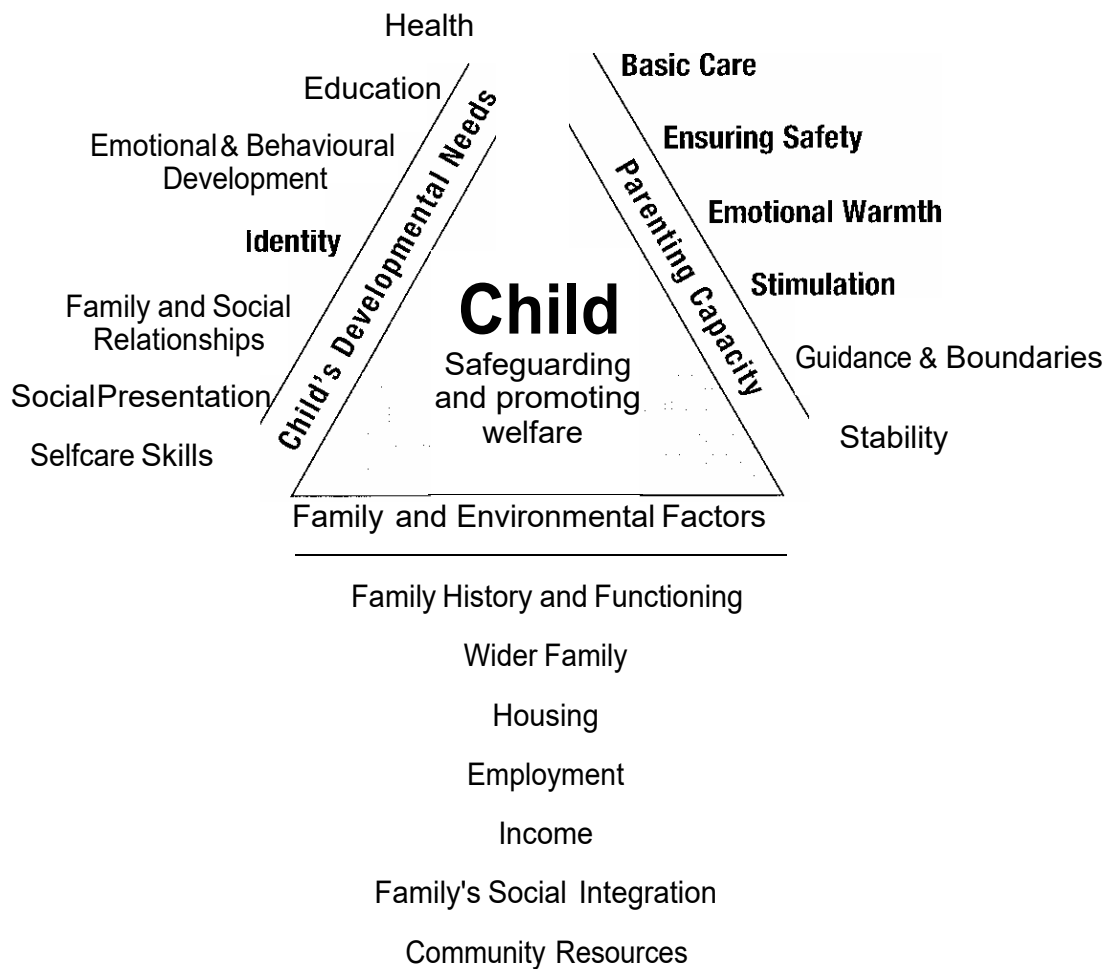 Health
Education
Emotional & Behavioural
Development
Identity
Family and Social
Relationships
Social Presentation
Selfcare Skills
Child's Developmental Needs
Child
Safeguarding
and promoting
welfare
Parenting Capacity
Basic Care
Ensuring Safety
Emotional Warmth
Stimulation
Guidance & Boundaries
Stability
Family and Environmental Factors
Family History and Functioning
Wider Family
Housing
Employment
Income
Family's Social Integration
Community Resources